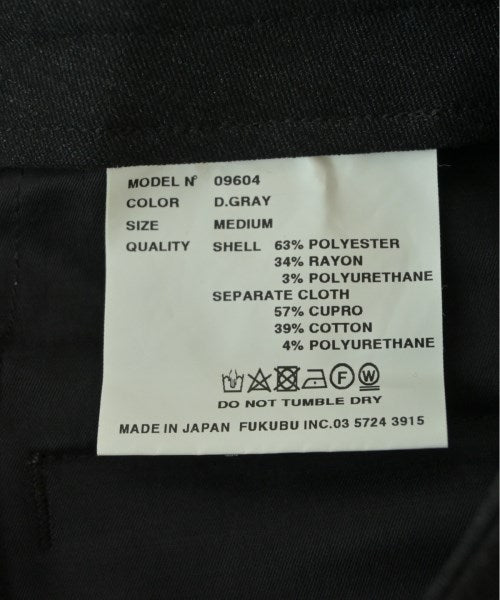 MODEL Nº 09604
COLOR D.GRAY
SIZE MEDIUM
QUALITY SHELL 63% POLYESTER
34% RAYON
3% POLYURETHANE
SEPARATE CLOTH
57% CUPRO
39% COTTON
4% POLYURETHANE
F W
DO NOT TUMBLE DRY
MADE IN JAPAN FUKUBU INC.03 5724 3915